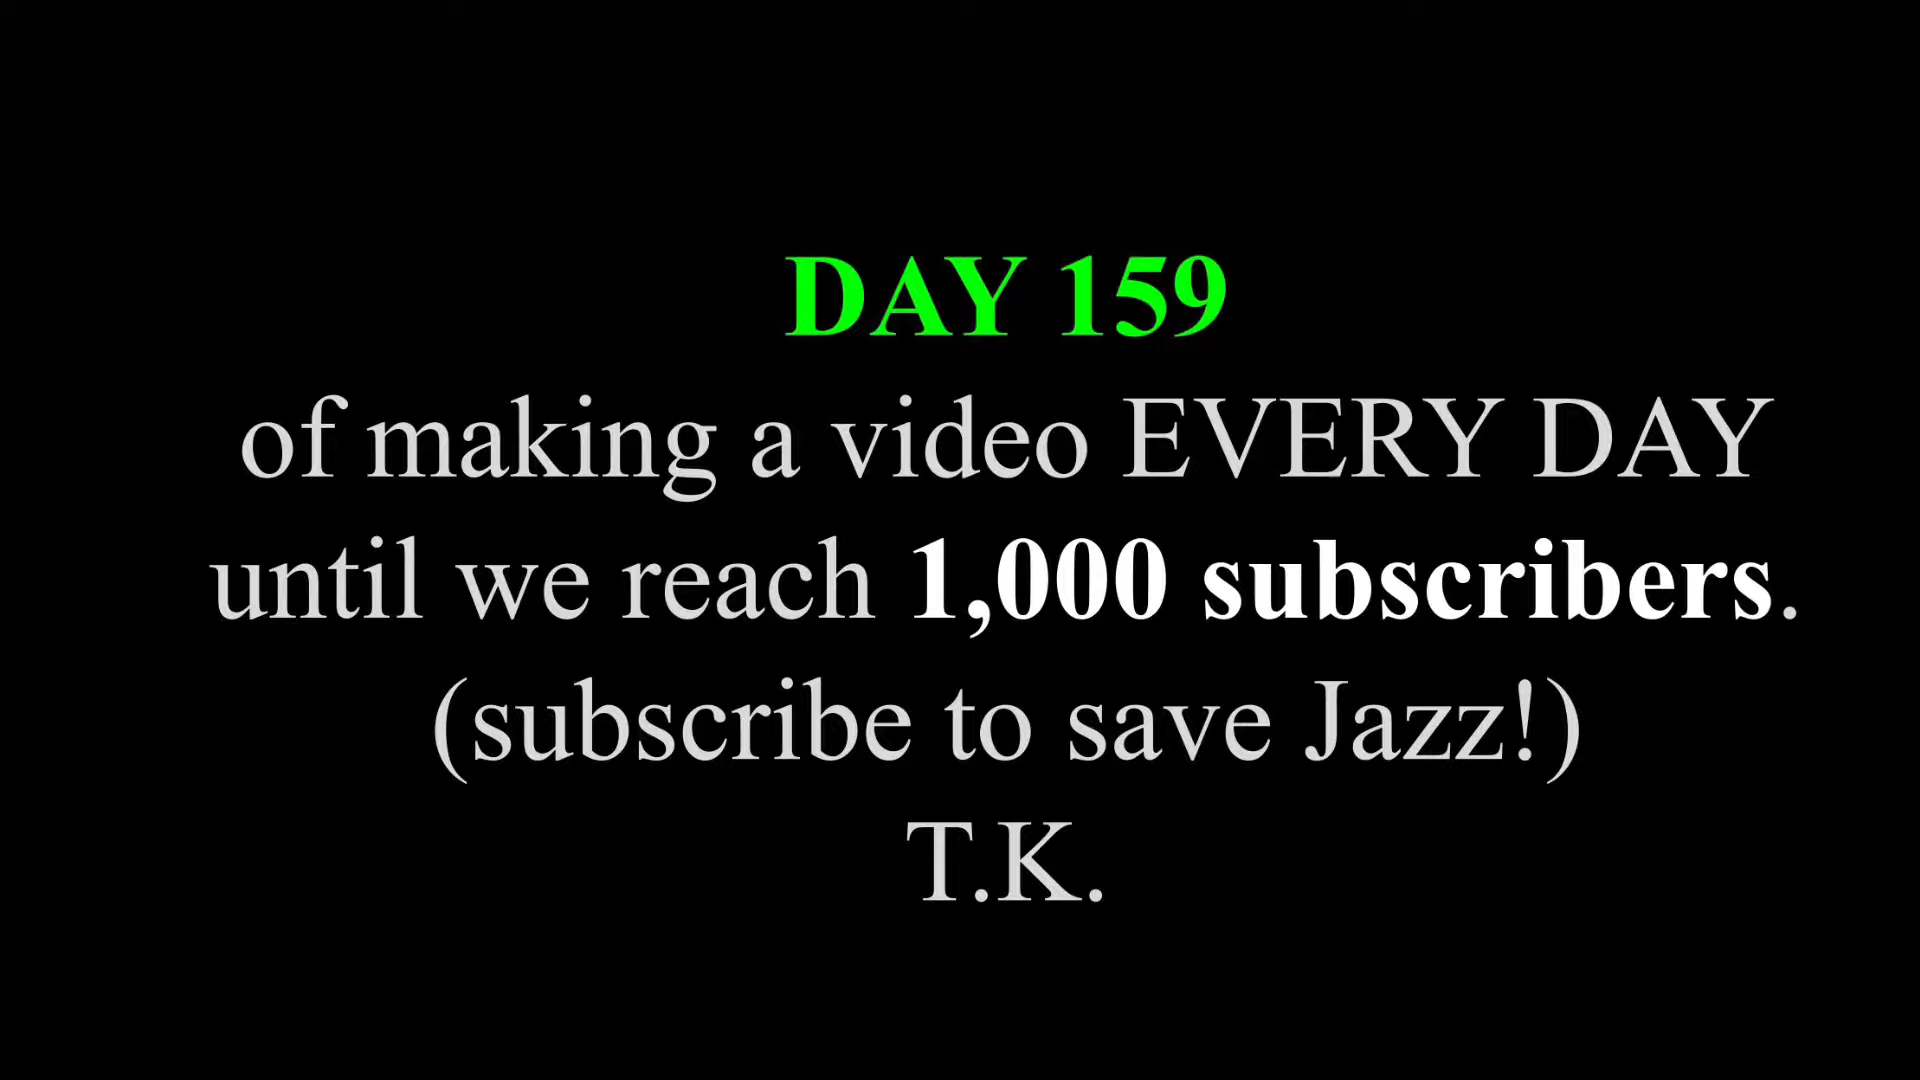 DAY 159
of making a video EVERY DAY
until we reach 1,000 subscribers.
(subscribe to save Jazz!)
T.K.